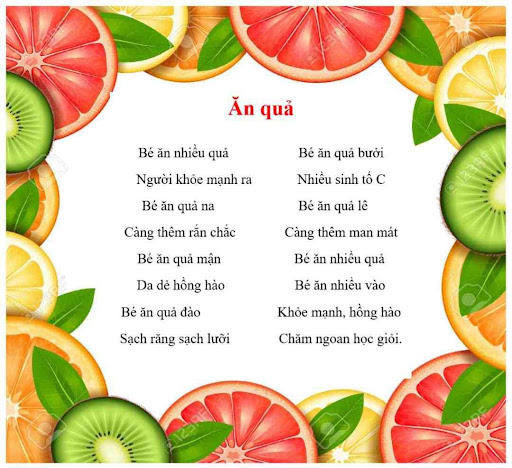 Ăn quả
Bé ăn nhiều quả
Người khỏe mạnh ra
Bé ăn quả na
Càng thêm rắn chắc
Bé ăn quả mận
Da dẻ hồng hào
Bé ăn quả đào
Sạch răng sạch lưỡi
Bé ăn quả bưởi
Nhiều sinh tố C
Bé ăn quả lê
Càng thêm man mát
Bé ăn nhiều quả
Bé ăn nhiều vào
Khỏe mạnh, hồng hào
Chăm ngoan học giỏi.